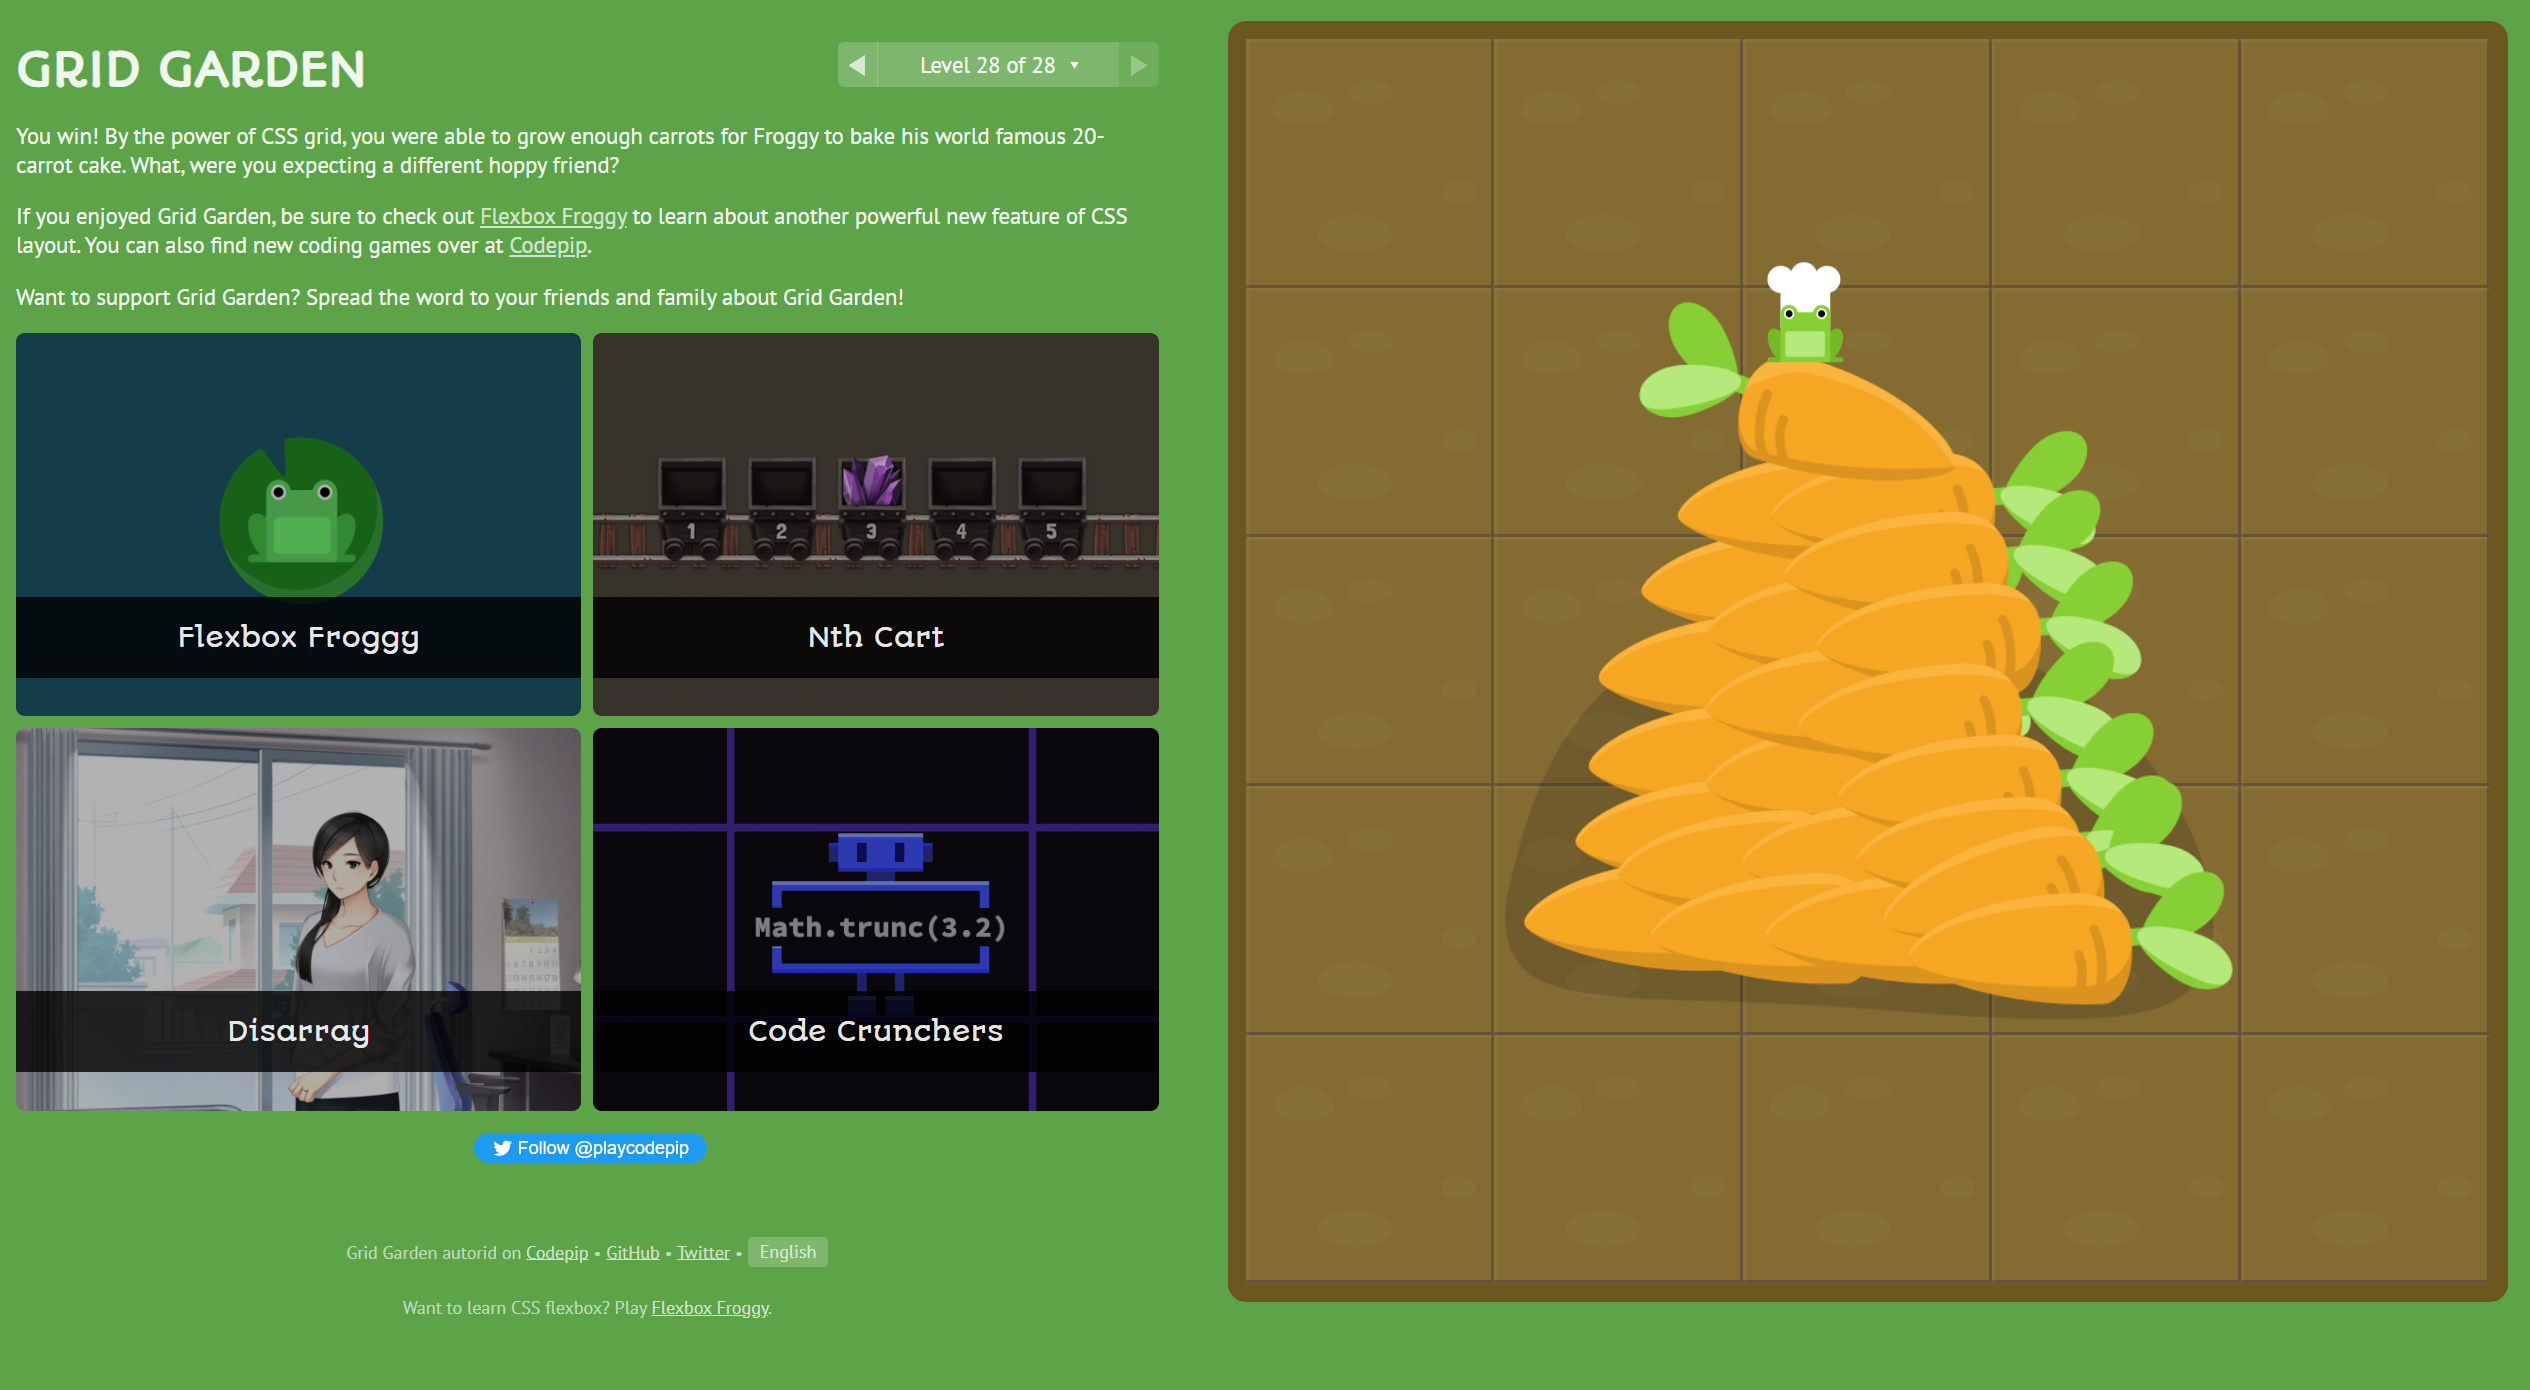 GRID GARDEN
Level 28 of 28
You win! By the power of CSS grid, you were able to grow enough carrots for Froggy to bake his world famous 20-
carrot cake. What, were you expecting a different hoppy friend?
If you enjoyed Grid Garden, be sure to check out Flexbox Froggy to learn about another powerful new feature of CSS
layout. You can also find new coding games over at Codepip.
Want to support Grid Garden? Spread the word to your friends and family about Grid Garden!
1 2 3 4 5
Flexbox Froggy
Nth Cart
Math.trunc(3.2)
Disarray
Code Crunchers
Follow @playcodepip
Grid Garden autorid on Codepip • GitHub • Twitter • English
Want to learn CSS flexbox? Play Flexbox Froggy.